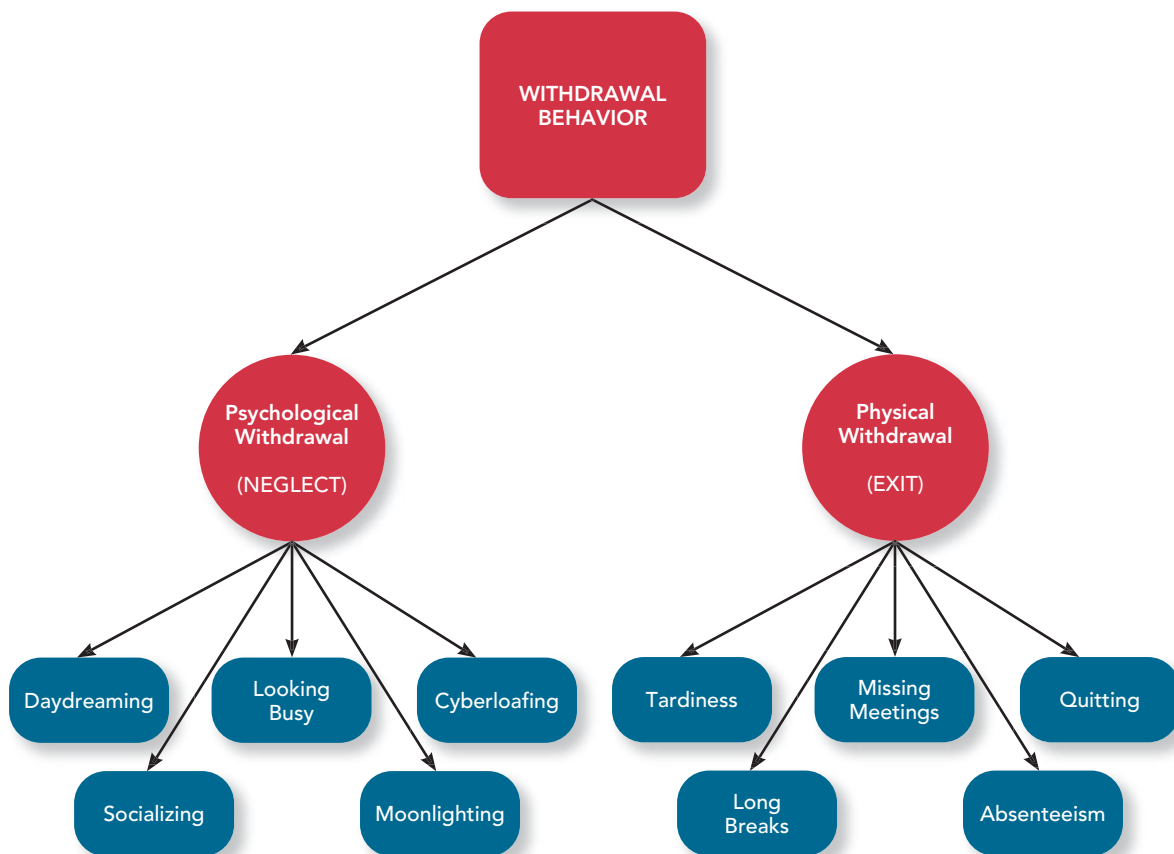 WITHDRAWAL
BEHAVIOR
Psychological
Withdrawal
(NEGLECT)
Physical
Withdrawal
(EXIT)
Daydreaming
Looking
Busy
Cyberloafing
Tardiness
Missing
Meetings
Quitting
Socializing
Moonlighting
Long
Breaks
Absenteeism